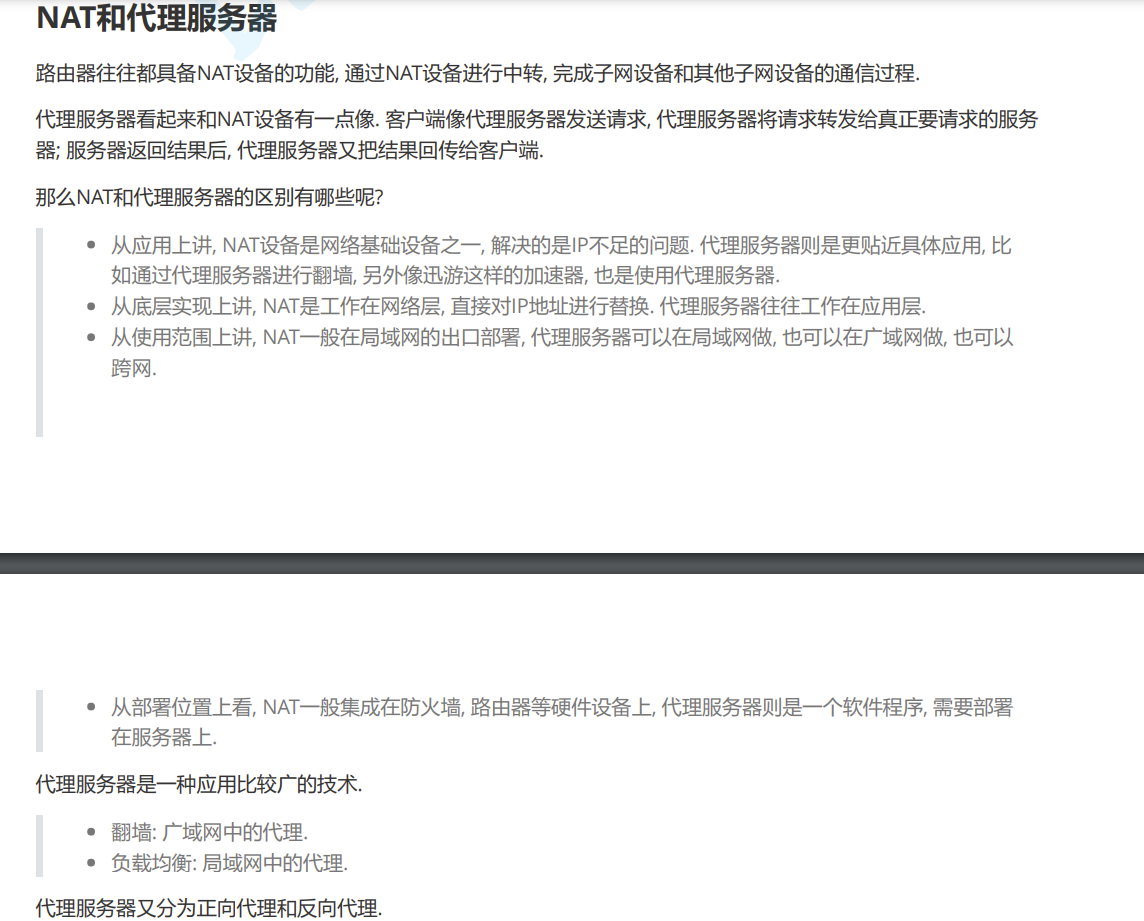 NAT和代理服务器
路由器往往都具备NAT设备的功能, 通过NAT设备进行中转, 完成子网设备和其他子网设备的通信过程.
代理服务器看起来和NAT设备有一点像. 客户端像代理服务器发送请求, 代理服务器将请求转发给真正要请求的服务
器; 服务器返回结果后, 代理服务器又把结果回传给客户端.
那么NAT和代理服务器的区别有哪些呢?
从应用上讲, NAT设备是网络基础设备之一, 解决的是IP不足的问题. 代理服务器则是更贴近具体应用, 比
如通过代理服务器进行翻墙, 另外像迅游这样的加速器, 也是使用代理服务器.
从底层实现上讲, NAT是工作在网络层, 直接对IP地址进行替换. 代理服务器往往工作在应用层.
从使用范围上讲, NAT一般在局域网的出口部署, 代理服务器可以在局域网做, 也可以在广域网做, 也可以
跨网.
从部署位置上看, NAT一般集成在防火墙, 路由器等硬件设备上, 代理服务器则是一个软件程序, 需要部署
在服务器上.
代理服务器是一种应用比较广的技术.
翻墙: 广域网中的代理.
负载均衡: 局域网中的代理.
代理服务器又分为正向代理和反向代理.